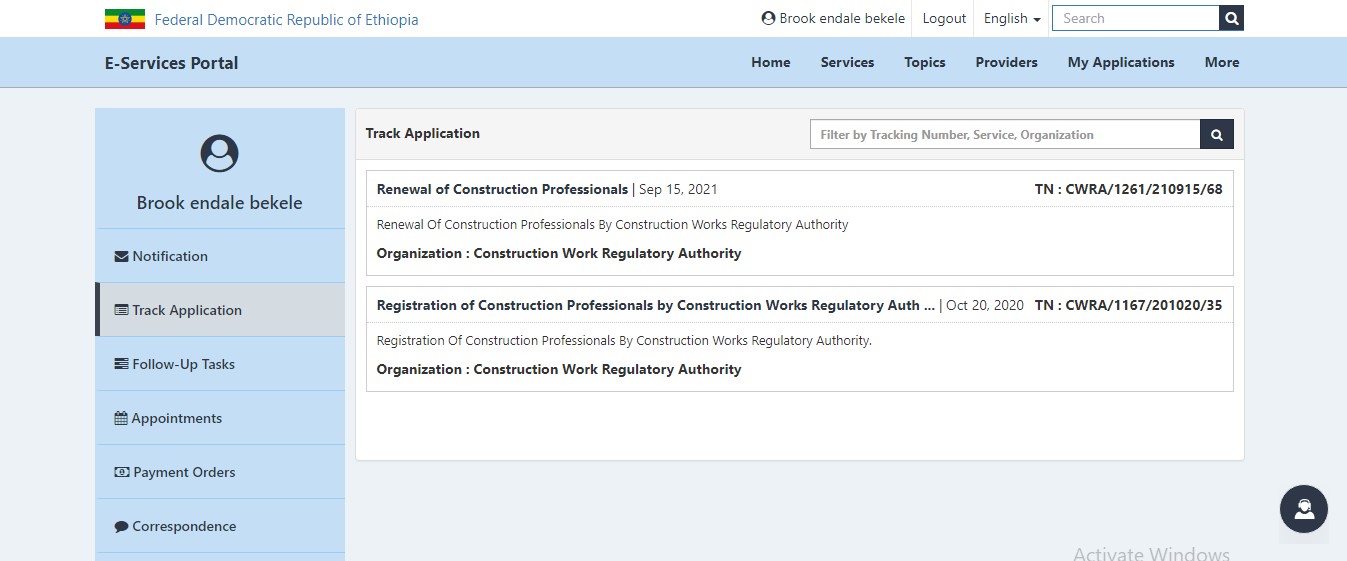 Federal Democratic Republic of Ethiopia
Brook endale bekele
Logout
English
Search
E-Services Portal
Home
Services
Topics
Providers
My Applications
More
Brook endale bekele
Notification
Track Application
Follow-Up Tasks
Appointments
Payment Orders
Correspondence
Track Application
Filter by Tracking Number, Service, Organization
Renewal of Construction Professionals | Sep 15, 2021 TN : CWRA/1261/210915/68
Renewal Of Construction Professionals By Construction Works Regulatory Authority
Organization : Construction Work Regulatory Authority
Registration of Construction Professionals by Construction Works Regulatory Auth ... | Oct 20, 2020 TN : CWRA/1167/201020/35
Registration Of Construction Professionals By Construction Works Regulatory Authority.
Organization : Construction Work Regulatory Authority
Activate Windows